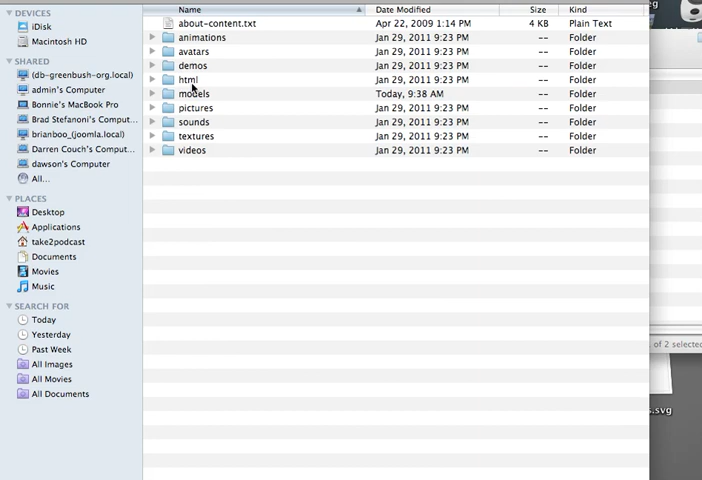 DEVICES
iDisk
Macintosh HD
SHARED
(db-greenbush-org.local)
admin's Computer
Bonnie's MacBook Pro
Brad Stefanoni's Comput...
brianboo_(joomla.local)
Darren Couch's Comput...
dawson's Computer
All...
PLACES
Desktop
Applications
take2podcast
Documents
Movies
Music
SEARCH FOR
Today
Yesterday
Past Week
All Images
All Movies
All Documents
Name Date Modified Size Kind
about-content.txt Apr 22, 2009 1:14 PM 4 KB Plain Text
animations Jan 29, 2011 9:23 PM -- Folder
avatars Jan 29, 2011 9:23 PM -- Folder
demos Jan 29, 2011 9:23 PM -- Folder
html Jan 29, 2011 9:23 PM -- Folder
models Today, 9:38 AM -- Folder
pictures Jan 29, 2011 9:23 PM -- Folder
sounds Jan 29, 2011 9:23 PM -- Folder
textures Jan 29, 2011 9:23 PM -- Folder
videos Jan 29, 2011 9:23 PM -- Folder
eg
of 2 selected
s.svg